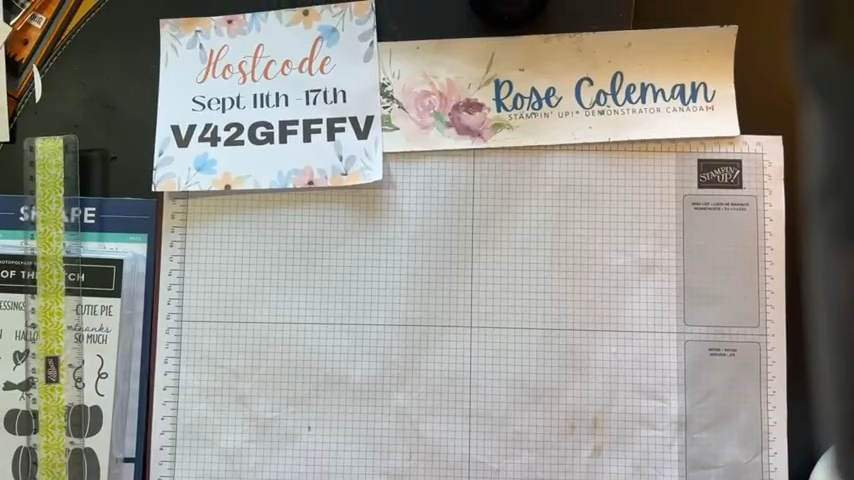 Hostcode
Sept 11th - 17th
V42GFFFV
Rose Coleman
STAMPIN' UP! DEMONSTRATOR CANADA
STAMPIN' UP!
OF THE
CUTIE PIE
thanks
SO MUCH